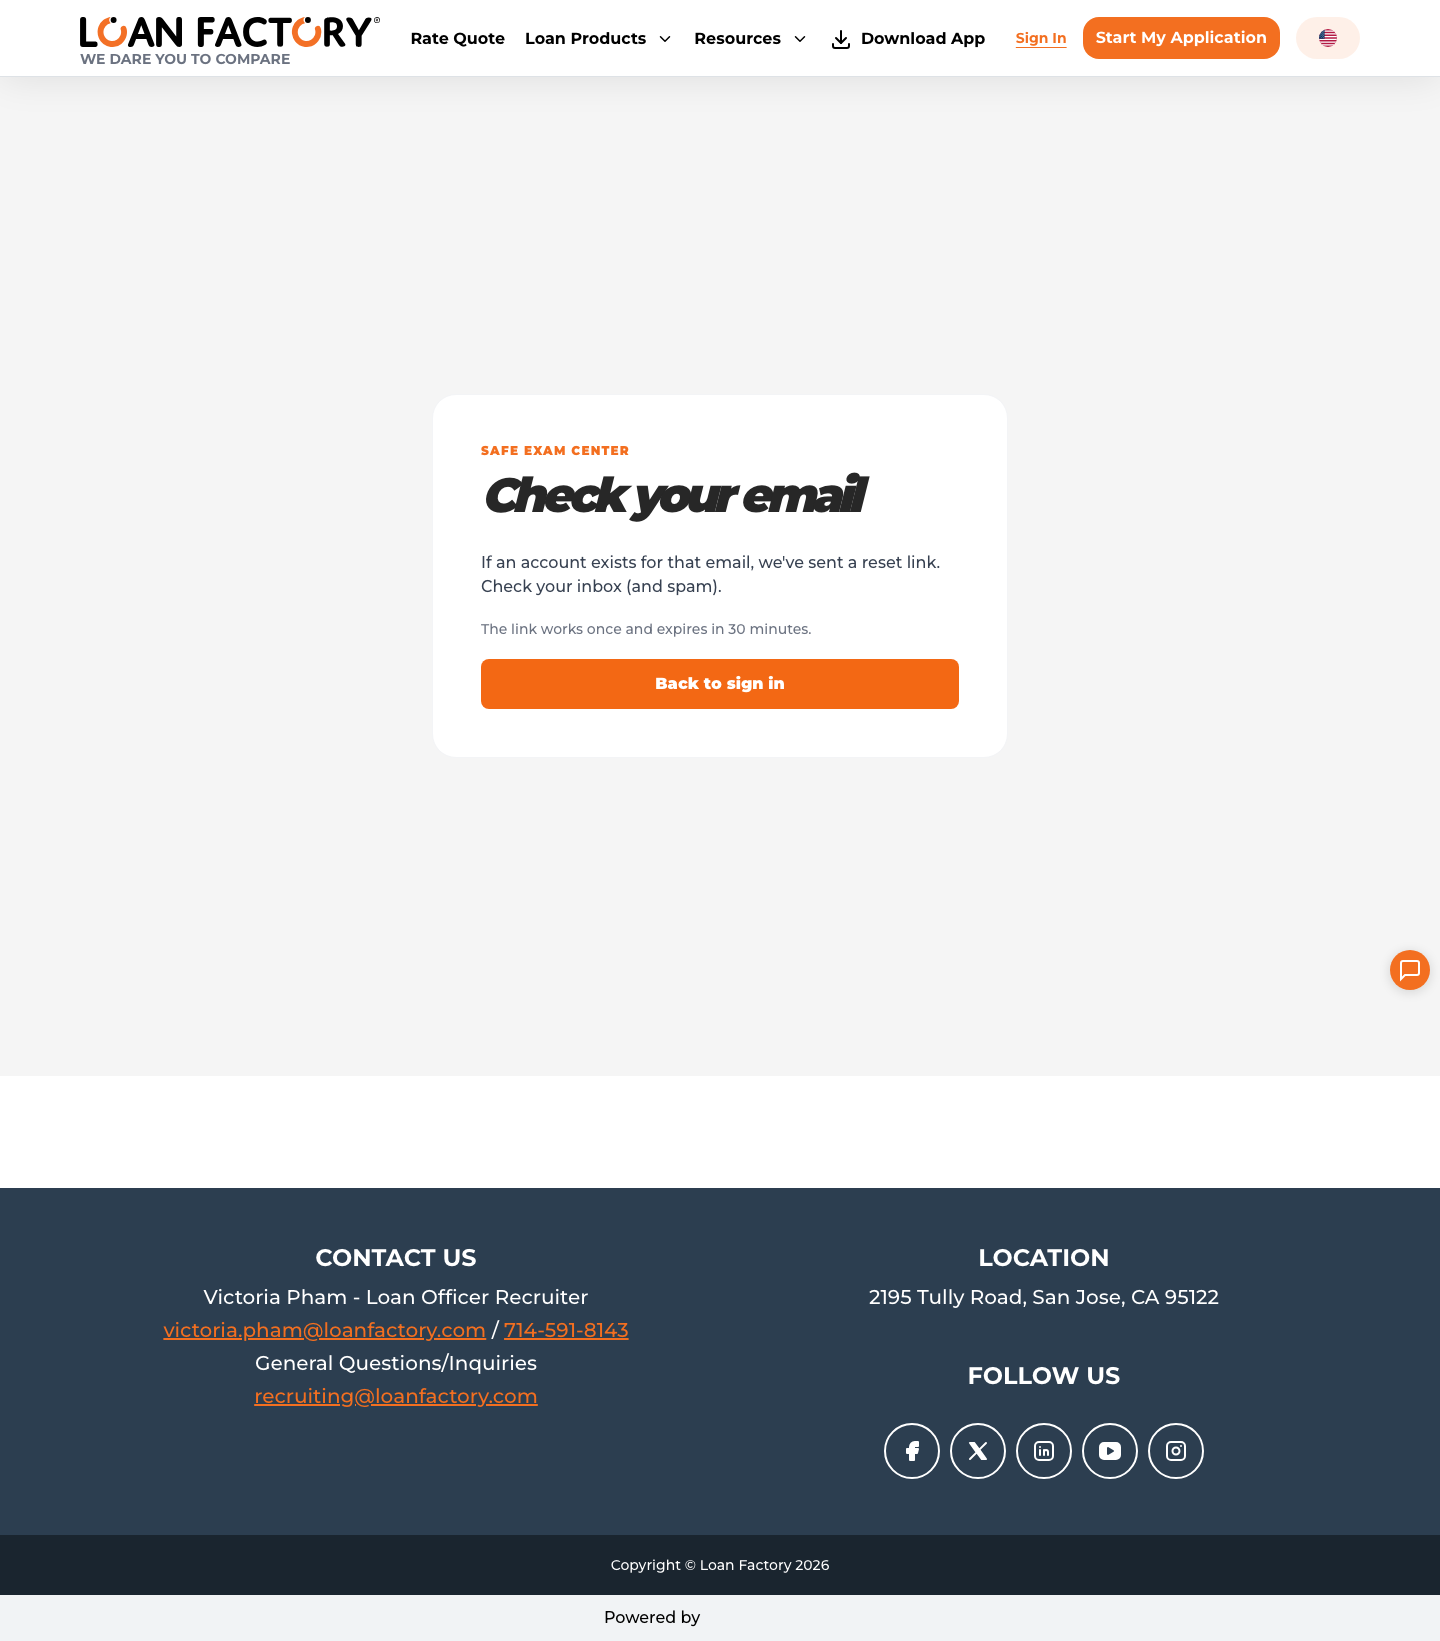 LOAN FACTORY®
WE DARE YOU TO COMPARE
Rate Quote
Loan Products
Resources
Download App
Sign In
Start My Application
SAFE EXAM CENTER
Check your email
If an account exists for that email, we've sent a reset link.
Check your inbox (and spam).
The link works once and expires in 30 minutes.
Back to sign in
CONTACT US
Victoria Pham - Loan Officer Recruiter
victoria.pham@loanfactory.com / 714-591-8143
General Questions/Inquiries
recruiting@loanfactory.com
LOCATION
2195 Tully Road, San Jose, CA 95122
FOLLOW US
Copyright © Loan Factory 2026
Powered by